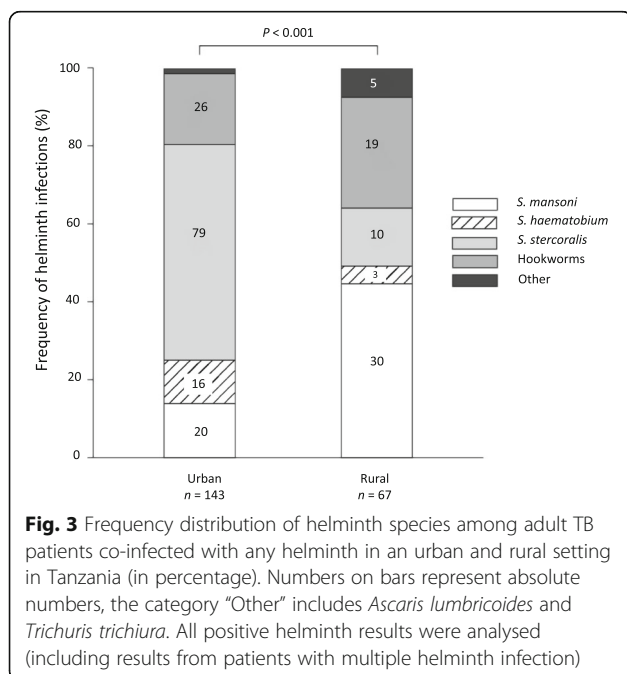 P < 0.001
Frequency of helminth infections (%)
100
80
60
40
20
0
26
79
16
20
5
19
10
3
30
Urban
n = 143
Rural
n = 67
S. mansoni
S. haematobium
S. stercoralis
Hookworms
Other
Fig. 3 Frequency distribution of helminth species among adult TB
patients co-infected with any helminth in an urban and rural setting
in Tanzania (in percentage). Numbers on bars represent absolute
numbers, the category “Other” includes Ascaris lumbricoides and
Trichuris trichiura. All positive helminth results were analysed
(including results from patients with multiple helminth infection)